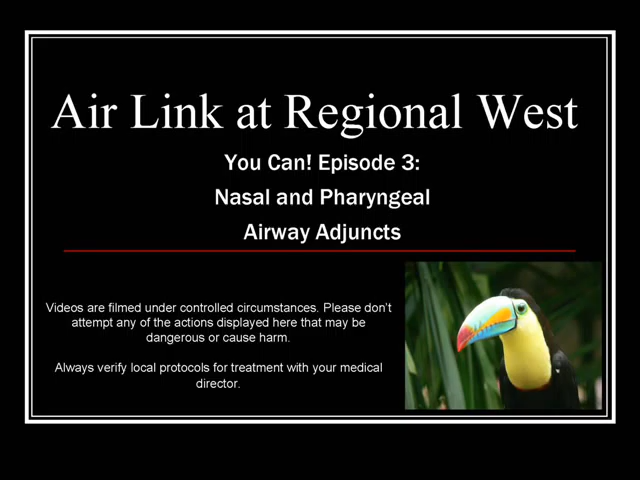 Air Link at Regional West
You Can! Episode 3:
Nasal and Pharyngeal
Airway Adjuncts
Videos are filmed under controlled circumstances. Please don't
attempt any of the actions displayed here that may be
dangerous or cause harm.
Always verify local protocols for treatment with your medical
director.